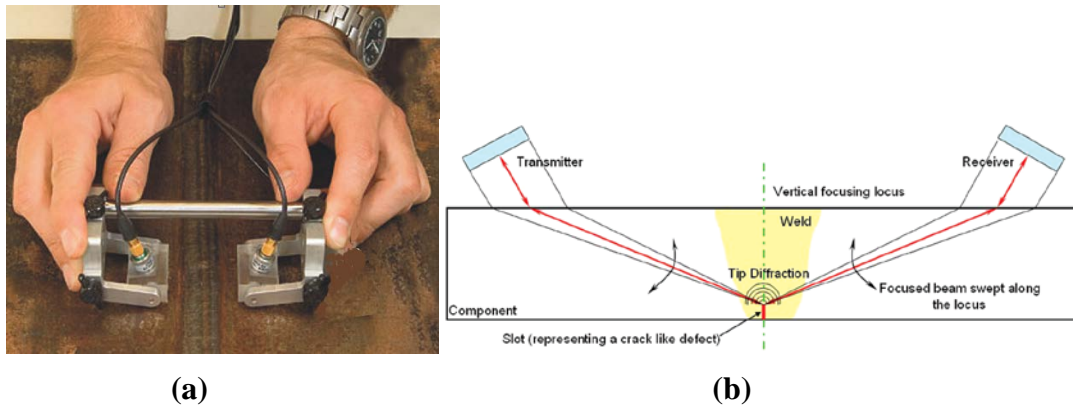 Transmitter
Receiver
Vertical focusing locus
Weld
Tip Diffraction
Focused beam swept along
the locus
Component
Slot (representing a crack like defect)
(a)
(b)